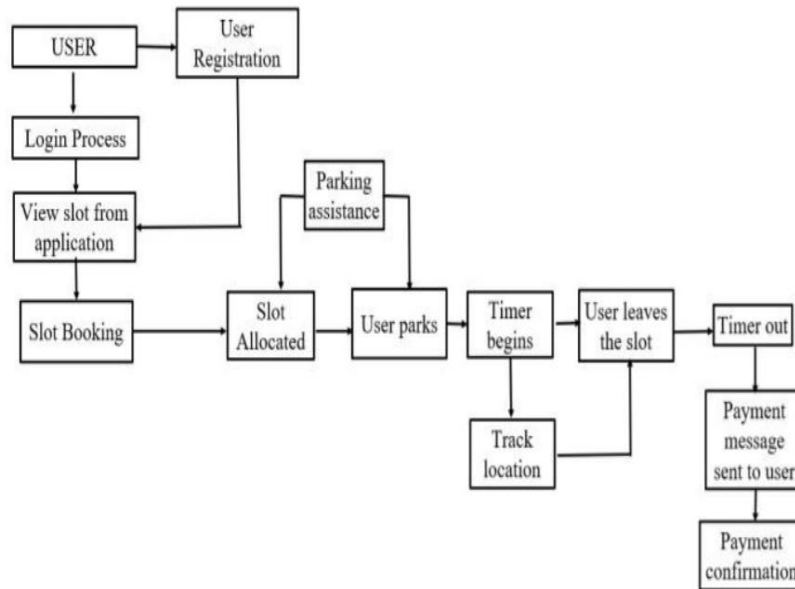 USER
User
Registration
Login Process
View slot from
application
Parking
assistance
Slot Booking
Slot
Allocated
User parks
Timer
begins
User leaves
the slot
Timer out
Track
location
Payment
message
sent to user
Payment
confirmation